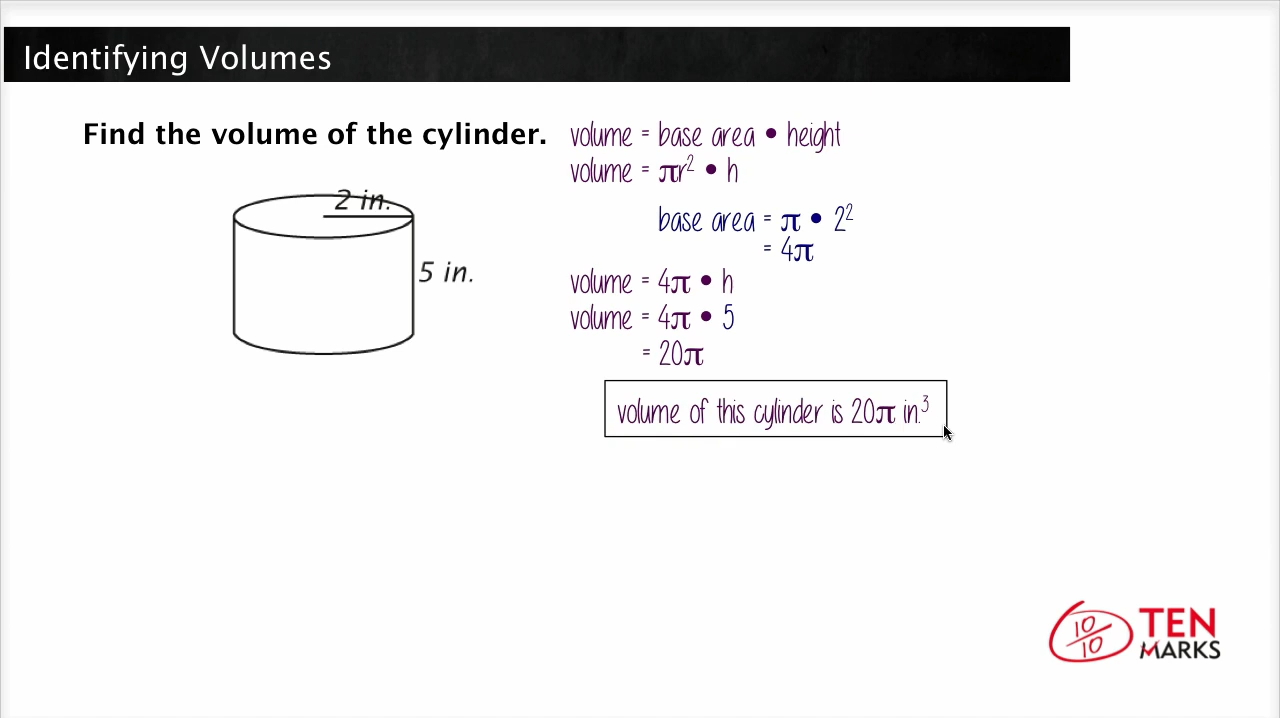 Identifying Volumes
Find the volume of the cylinder.
2 in.
5 in.
volume = base area • height
volume = πr² • h
base area = π • 2²
= 4π
volume = 4π • h
volume = 4π • 5
= 20π
volume of this cylinder is 20π in.³
10/10
TEN
MARKS